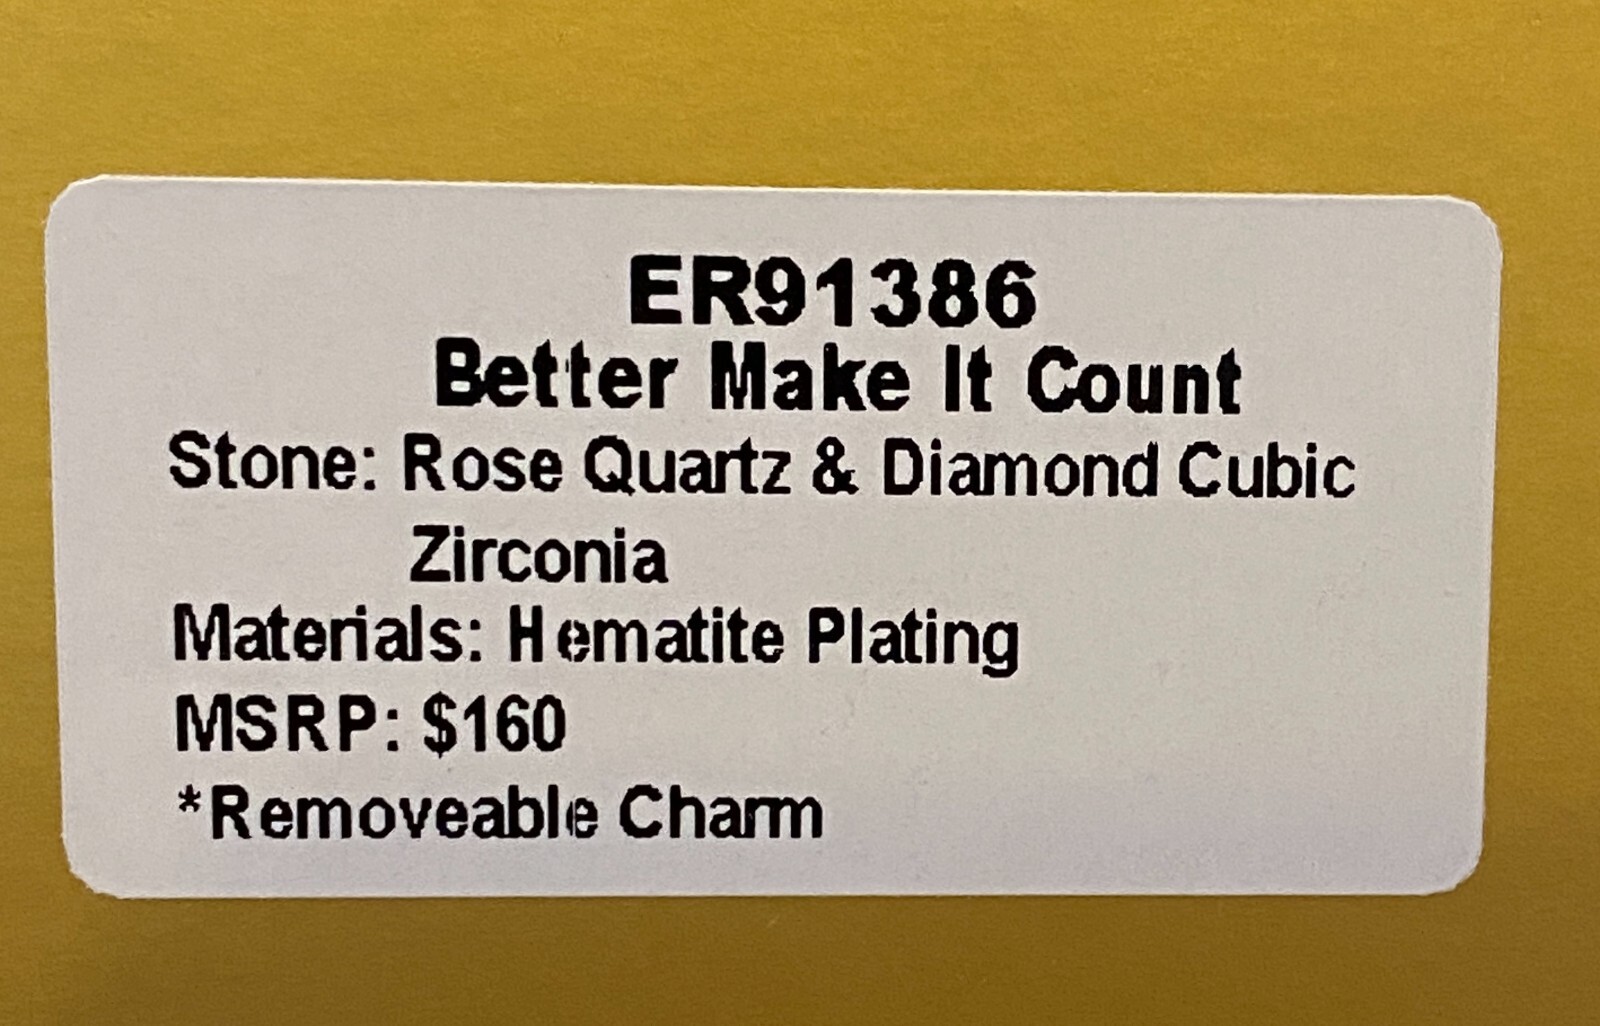 ER91386
Better Make It Count
Stone: Rose Quartz & Diamond Cubic
Zirconia
Materials: Hematite Plating
MSRP: $160
*Removeable Charm